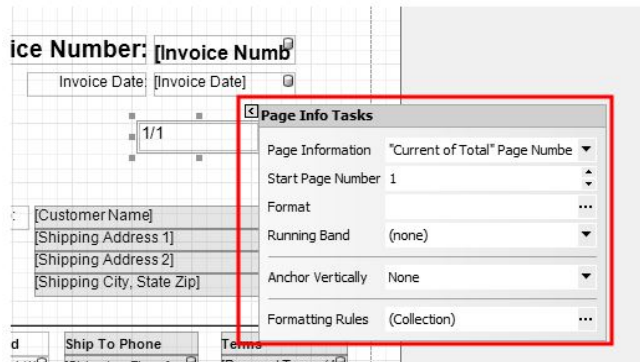 ice Number: [Invoice Numb
Invoice Date: [Invoice Date]
1/1
Page Info Tasks
Page Information "Current of Total" Page Numbe
Start Page Number 1
Format ...
Running Band (none)
Anchor Vertically None
Formatting Rules (Collection) ...
[Customer Name]
[Shipping Address 1]
[Shipping Address 2]
[Shipping City, State Zip]
d Ship To Phone Terms